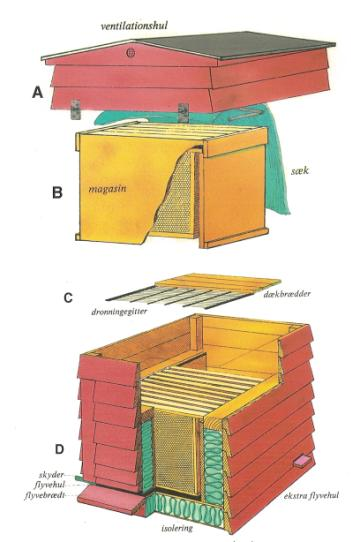 ventilationshul
A
sæk
B
magasin
C
dækbrædder
dronningegitter
D
skyder
flyvehul
flyvebrædt
ekstra flyvehul
isolering